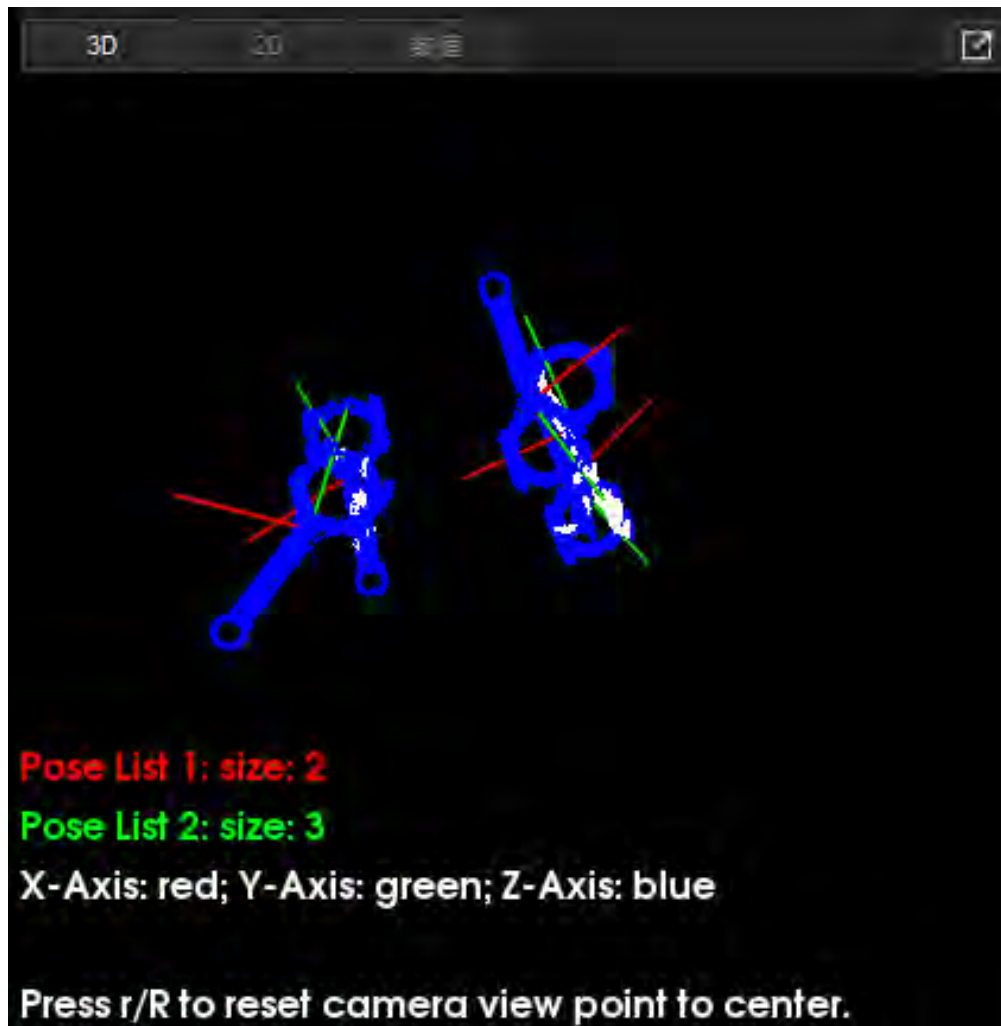 3D 2D
Pose List 1: size: 2
Pose List 2: size: 3
X-Axis: red; Y-Axis: green; Z-Axis: blue
Press r/R to reset camera view point to center.